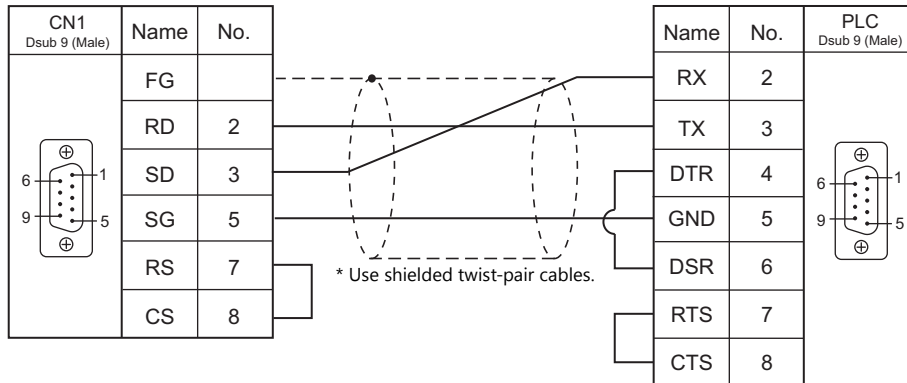 CN1
Dsub 9 (Male)
Name No.
FG
RD 2
SD 3
SG 5
RS 7
CS 8
6 1
9 5
* Use shielded twist-pair cables.
Name No.
PLC
Dsub 9 (Male)
RX 2
TX 3
DTR 4
GND 5
DSR 6
RTS 7
CTS 8
6 1
9 5